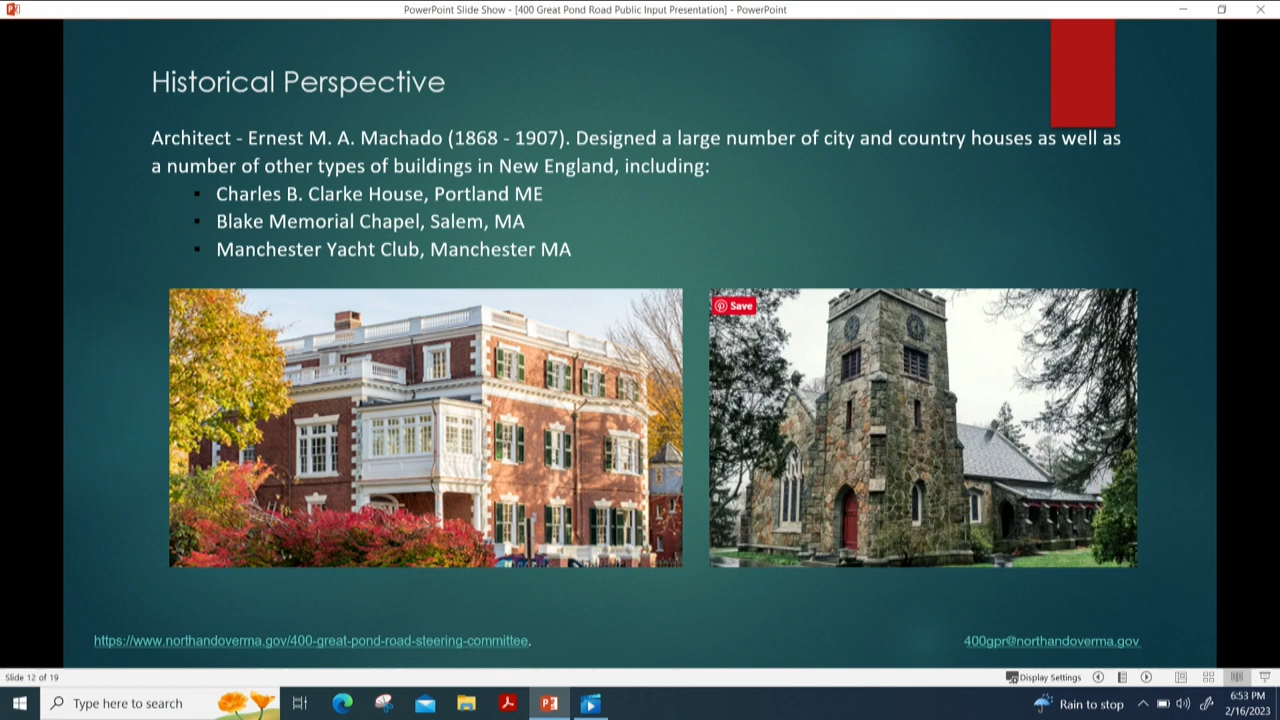 PowerPoint Slide Show - [400 Great Pond Road Public Input Presentation] - PowerPoint
Historical Perspective
Architect - Ernest M. A. Machado (1868 - 1907). Designed a large number of city and country houses as well as
a number of other types of buildings in New England, including:
Charles B. Clarke House, Portland ME
Blake Memorial Chapel, Salem, MA
Manchester Yacht Club, Manchester MA
Save
https://www.northandoverma.gov/400-great-pond-road-steering-committee.
400gpr@northandoverma.gov
Slide 12 of 19
Display Settings
Type here to search
Rain to stop
6:53 PM
2/16/2023